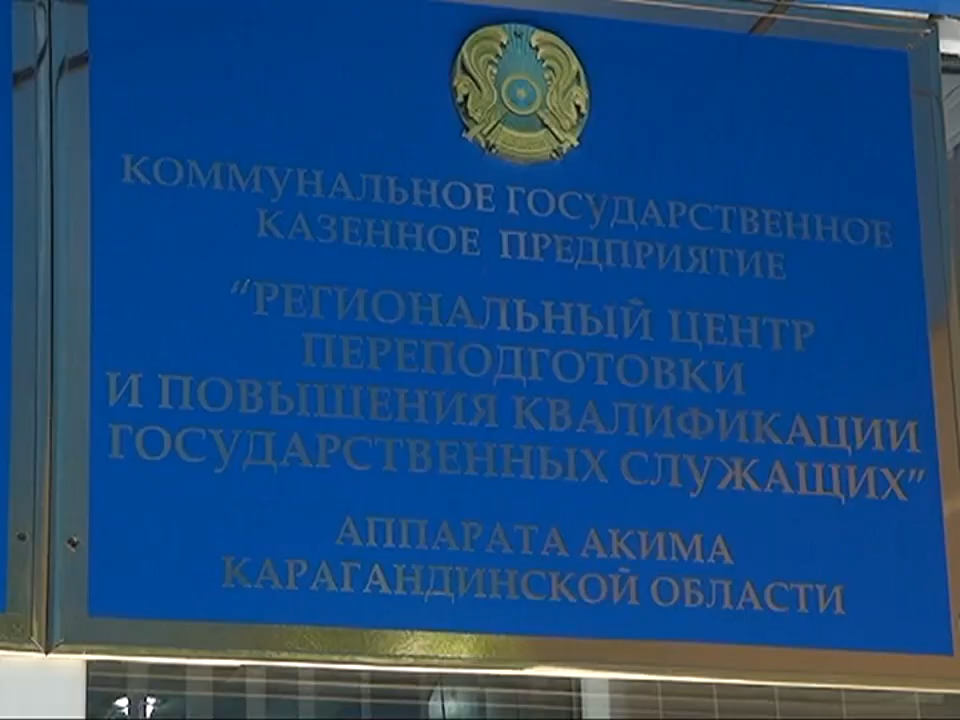 КОММУНАЛЬНОЕ ГОСУДАРСТВЕННОЕ
КАЗЕННОЕ ПРЕДПРИЯТИЕ
“РЕГИОНАЛЬНЫЙ ЦЕНТР
ПЕРЕПОДГОТОВКИ
И ПОВЫШЕНИЯ КВАЛИФИКАЦИИ
ГОСУДАРСТВЕННЫХ СЛУЖАЩИХ”
АППАРАТА АКИМА
КАРАГАНДИНСКОЙ ОБЛАСТИ